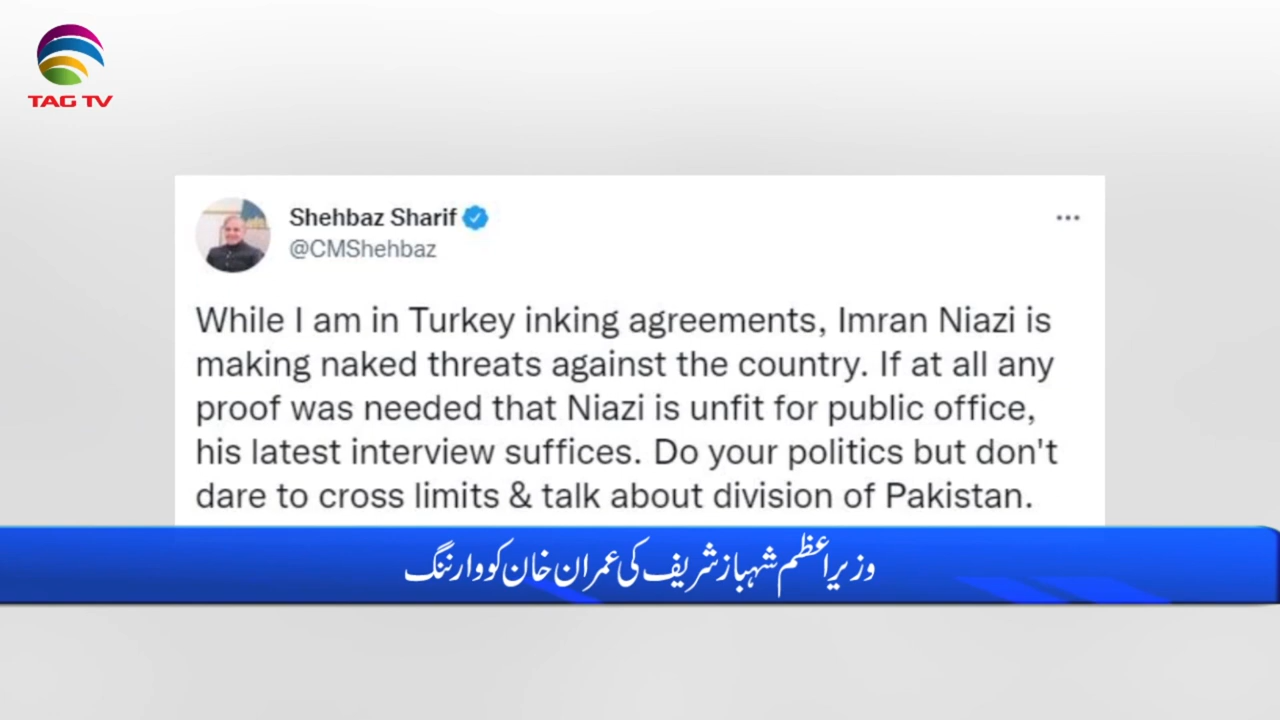 TAG TV
Shehbaz Sharif
@CMShehbaz
While I am in Turkey inking agreements, Imran Niazi is
making naked threats against the country. If at all any
proof was needed that Niazi is unfit for public office,
his latest interview suffices. Do your politics but don't
dare to cross limits & talk about division of Pakistan.
وزیراعظم شہباز شریف کی عمران خان کو وارننگ